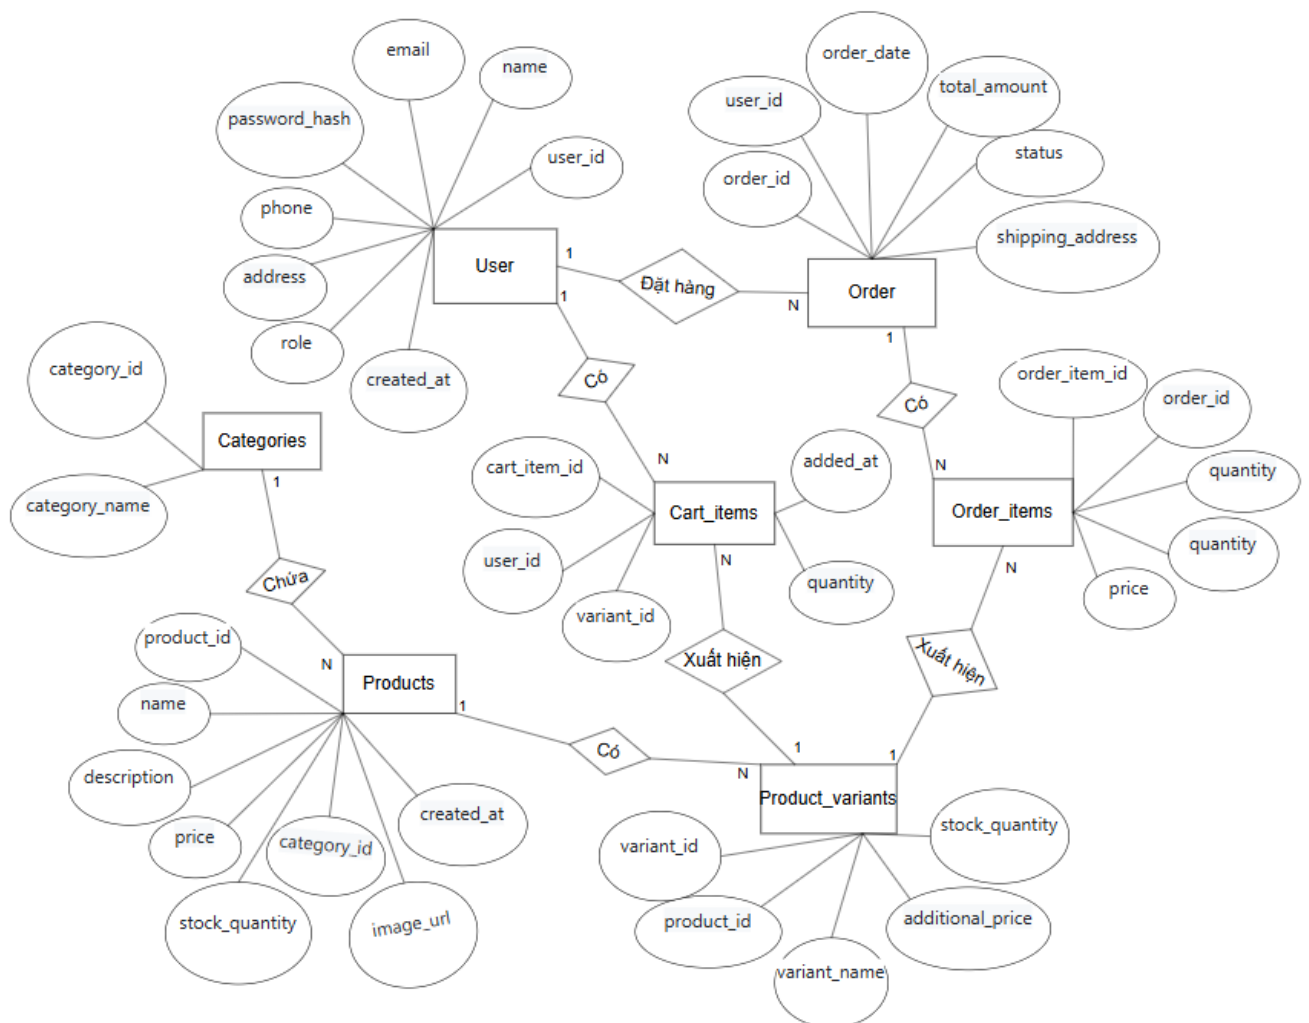 email
name
order_date
total_amount
user_id
password_hash
status
user_id
order_id
phone
shipping_address
User
1
Đặt hàng
address
N
Order
1
role
1
category_id
created_at
Có
order_item_id
Có
order_id
Categories
category_name
1
cart_item_id
N
added_at
N
quantity
Cart_items
Order_items
user_id
N
quantity
N
Chứa
quantity
price
variant_id
product_id
N
Products
Xuất hiện
Xuất hiện
name
1
Có
1
1
description
N
Product_variants
created_at
stock_quantity
price
category_id
variant_id
stock_quantity
image_url
product_id
additional_price
variant_name